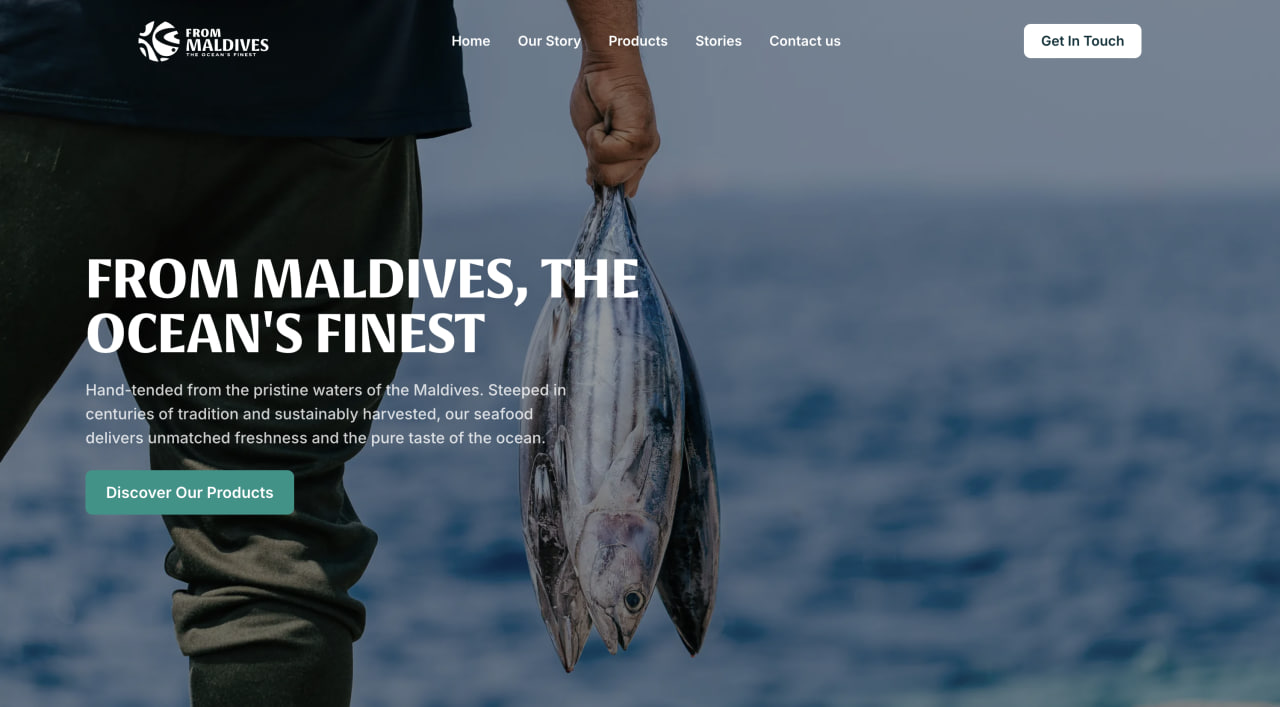 FROM
MALDIVES
THE OCEAN'S FINEST
Home
Our Story
Products
Stories
Contact us
Get In Touch
FROM MALDIVES, THE
OCEAN'S FINEST
Hand-tended from the pristine waters of the Maldives. Steeped in
centuries of tradition and sustainably harvested, our seafood
delivers unmatched freshness and the pure taste of the ocean.
Discover Our Products